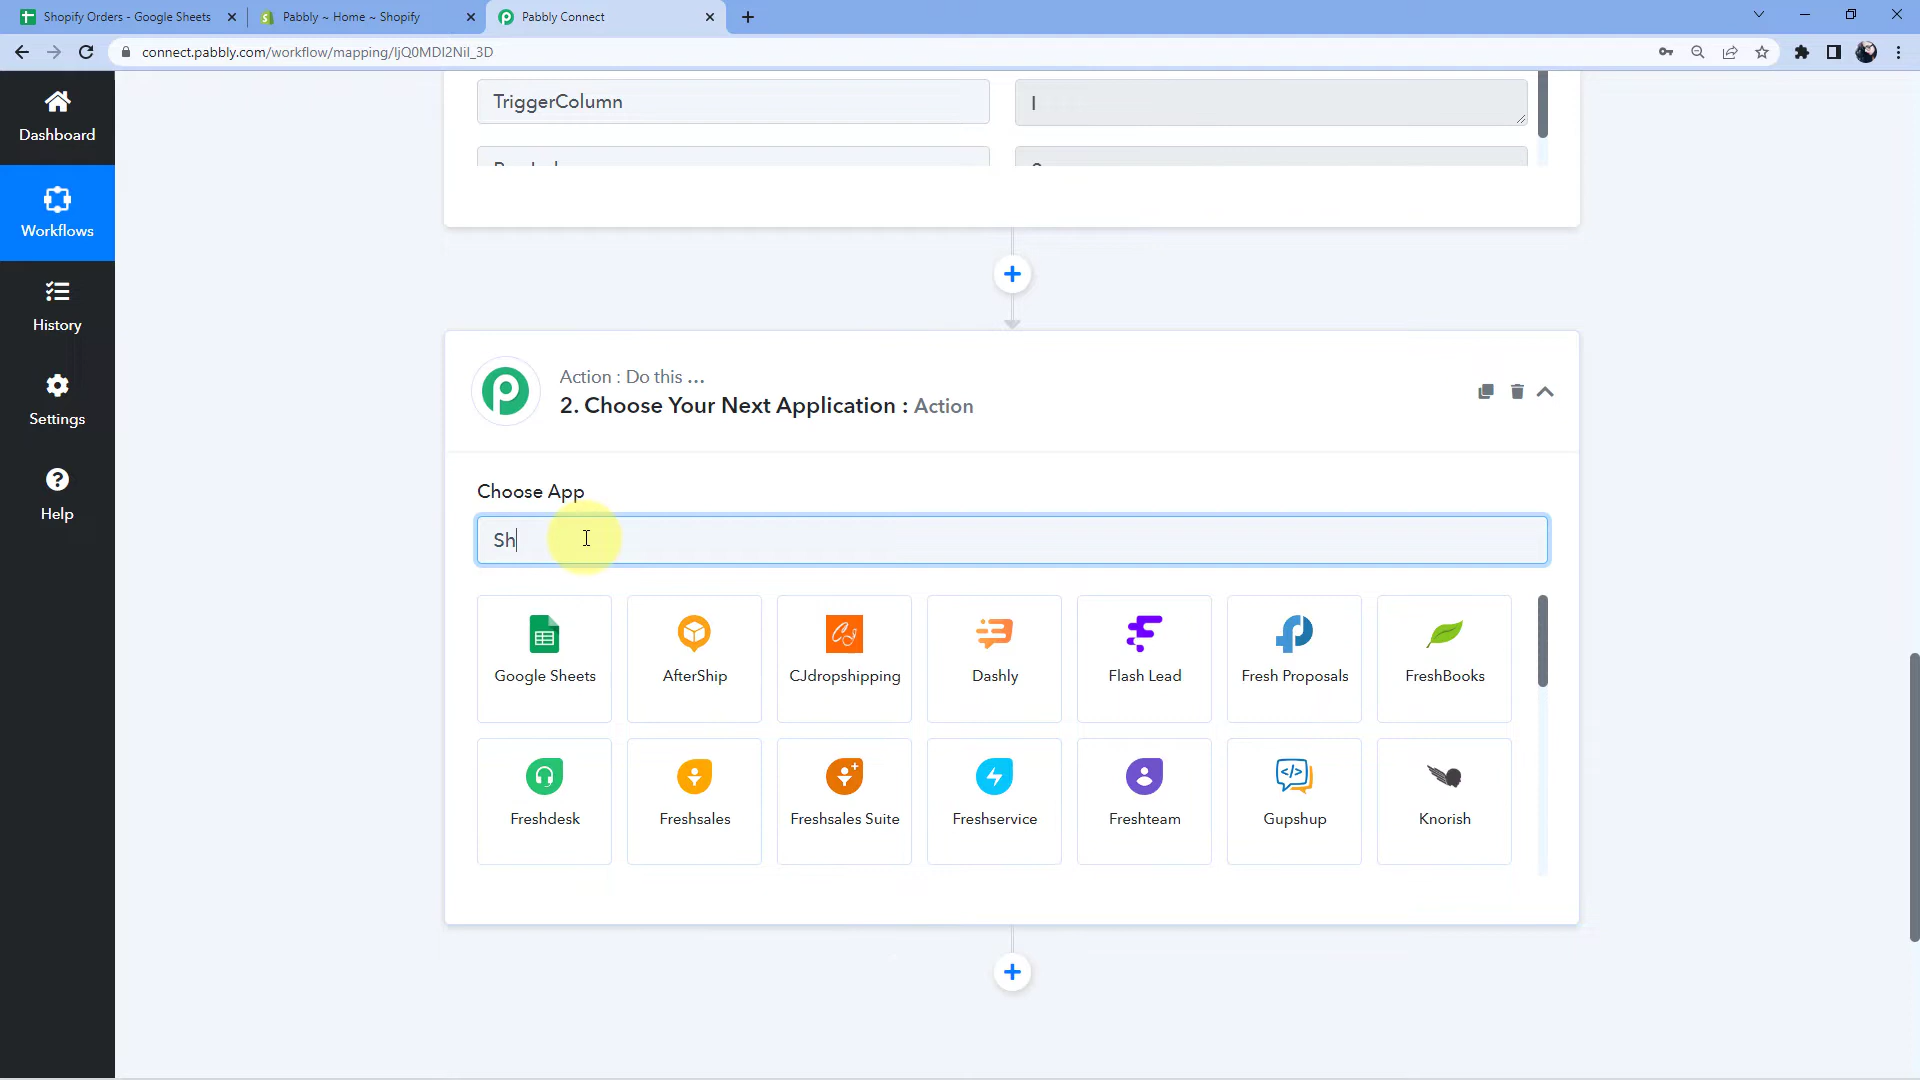 Shopify Orders - Google Sheets
Pabbly ~ Home ~ Shopify
Pabbly Connect
connect.pabbly.com/workflow/mapping/IjQ0MDI2NiI_3D
Dashboard
Workflows
History
Settings
Help
TriggerColumn
I
Action : Do this ...
2. Choose Your Next Application : Action
Choose App
Sh
Google Sheets
AfterShip
CJdropshipping
Dashly
Flash Lead
Fresh Proposals
FreshBooks
Freshdesk
Freshsales
Freshsales Suite
Freshservice
Freshteam
Gupshup
Knorish